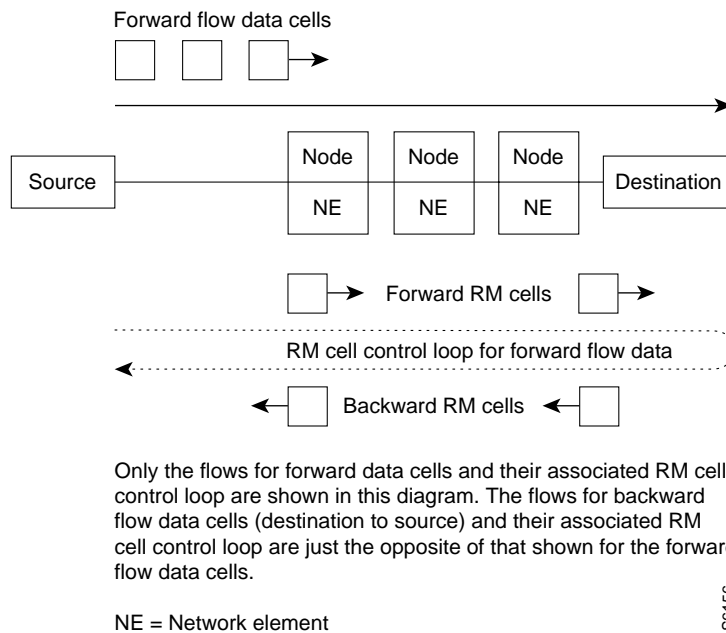 Forward flow data cells
Node Node Node
Source Destination
NE NE NE
Forward RM cells
RM cell control loop for forward flow data
Backward RM cells
Only the flows for forward data cells and their associated RM cell
control loop are shown in this diagram. The flows for backward
flow data cells (destination to source) and their associated RM
cell control loop are just the opposite of that shown for the forward
flow data cells.
NE = Network element